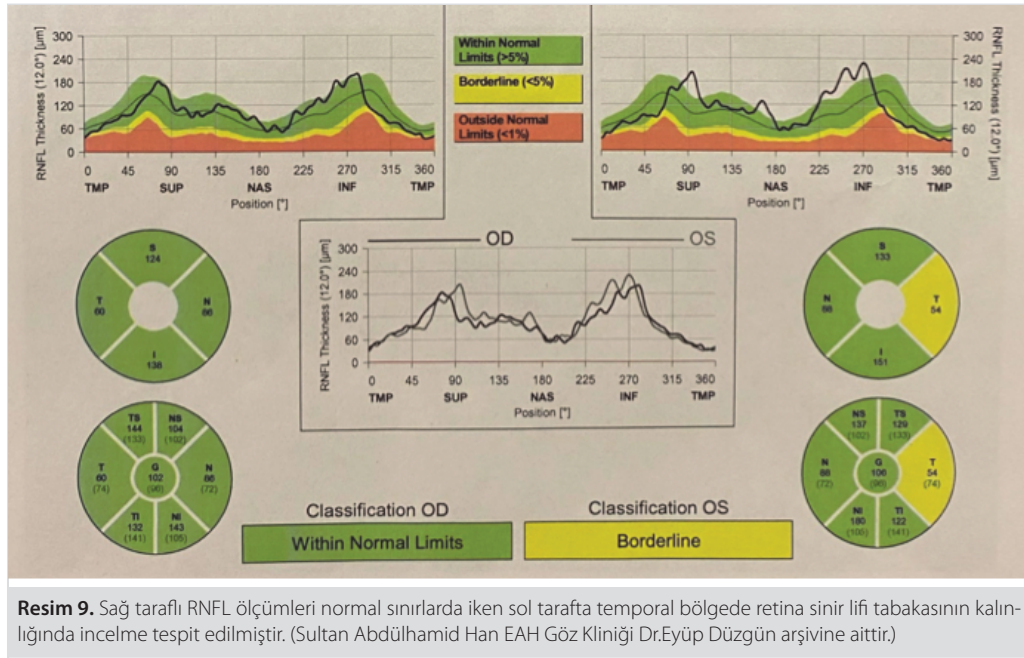 RNFL Thickness (12.0°) [µm]
300
240
180
120
60
0
0 45 90 135 180 225 270 315 360
TMP SUP NAS INF TMP
Position [°]
Within Normal
Limits (>5%)
Borderline (<5%)
Outside Normal
Limits (<1%)
300
240
180
120
60
0
RNFL Thickness (12.0°) [µm]
0 45 90 135 180 225 270 315 360
TMP SUP NAS INF TMP
Position [°]
S
124
T
60
N
86
I
138
OD
OS
RNFL Thickness (12.0°) [µm]
300
240
180
120
60
0
0 45 90 135 180 225 270 315 360
TMP SUP NAS INF TMP
Position [°]
S
133
N
88
T
54
I
151
TS
144
(133)
NS
104
(102)
T
60
(74)
G
102
(96)
N
86
(72)
TI
132
(141)
NI
143
(105)
Classification OD
Within Normal Limits
Classification OS
Borderline
NS
137
(102)
TS
129
(133)
N
88
(72)
G
106
(96)
T
54
(74)
NI
180
(105)
TI
122
(141)
Resim 9. Sağ taraflı RNFL ölçümleri normal sınırlarda iken sol tarafta temporal bölgede retina sinir lifi tabakasının kalın-
lığında incelme tespit edilmiştir. (Sultan Abdülhamid Han EAH Göz Kliniği Dr.Eyüp Düzgün arşivine aittir.)